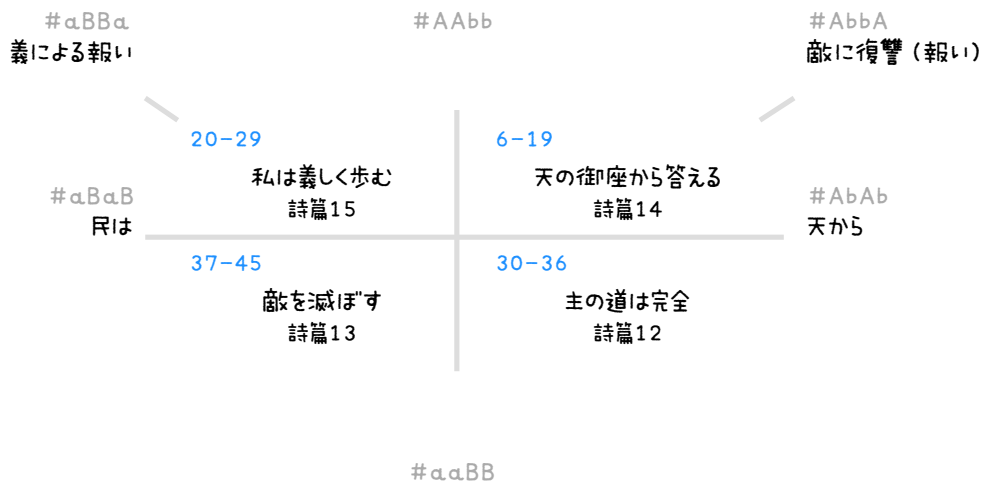 #aBBa
義による報い
#AAbb
#AbbA
敵に復讐（報い）
20-29
私は義しく歩む
詩篇15
6-19
天の御座から答える
詩篇14
#aBaB
民は
#AbAb
天から
37-45
敵を滅ぼす
詩篇13
30-36
主の道は完全
詩篇12
#aaBB